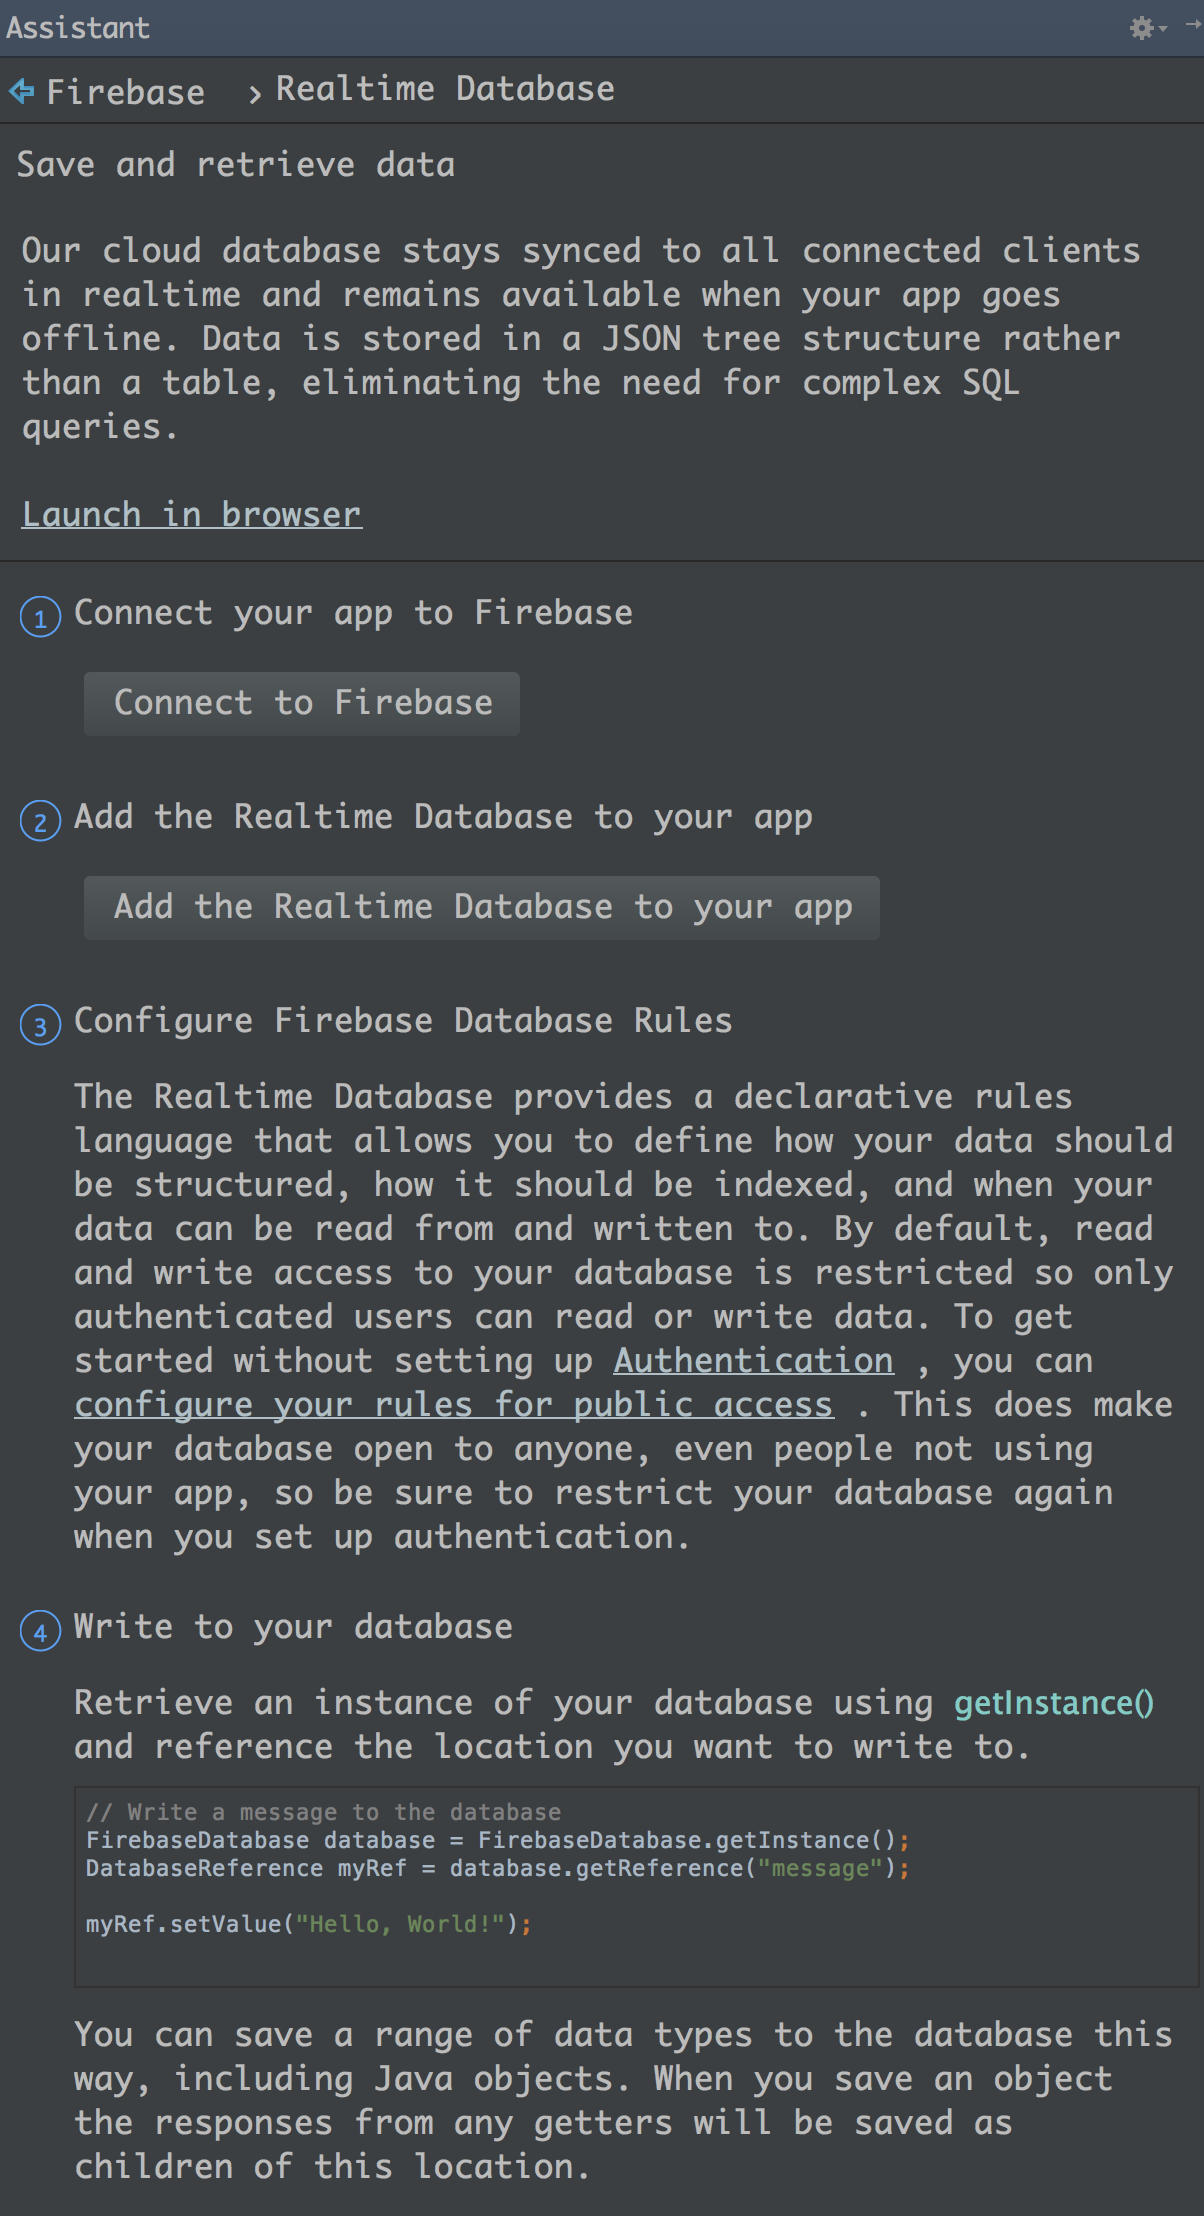 Assistant
Firebase › Realtime Database
Save and retrieve data
Our cloud database stays synced to all connected clients
in realtime and remains available when your app goes
offline. Data is stored in a JSON tree structure rather
than a table, eliminating the need for complex SQL
queries.
Launch in browser
1 Connect your app to Firebase
Connect to Firebase
2 Add the Realtime Database to your app
Add the Realtime Database to your app
3 Configure Firebase Database Rules
The Realtime Database provides a declarative rules
language that allows you to define how your data should
be structured, how it should be indexed, and when your
data can be read from and written to. By default, read
and write access to your database is restricted so only
authenticated users can read or write data. To get
started without setting up Authentication , you can
configure your rules for public access . This does make
your database open to anyone, even people not using
your app, so be sure to restrict your database again
when you set up authentication.
4 Write to your database
Retrieve an instance of your database using getInstance()
and reference the location you want to write to.
// Write a message to the database
FirebaseDatabase database = FirebaseDatabase.getInstance();
DatabaseReference myRef = database.getReference("message");
myRef.setValue("Hello, World!");
You can save a range of data types to the database this
way, including Java objects. When you save an object
the responses from any getters will be saved as
children of this location.